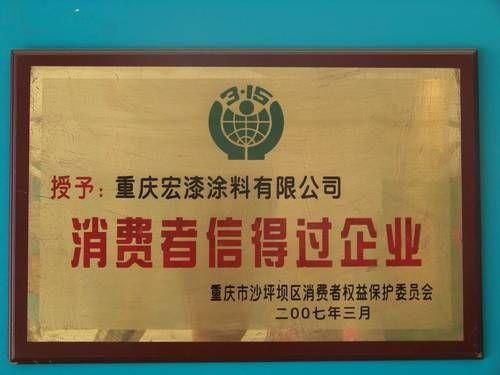 3·15
授予：重庆宏漆涂料有限公司
消费者信得过企业
重庆市沙坪坝区消费者权益保护委员会
二00七年三月